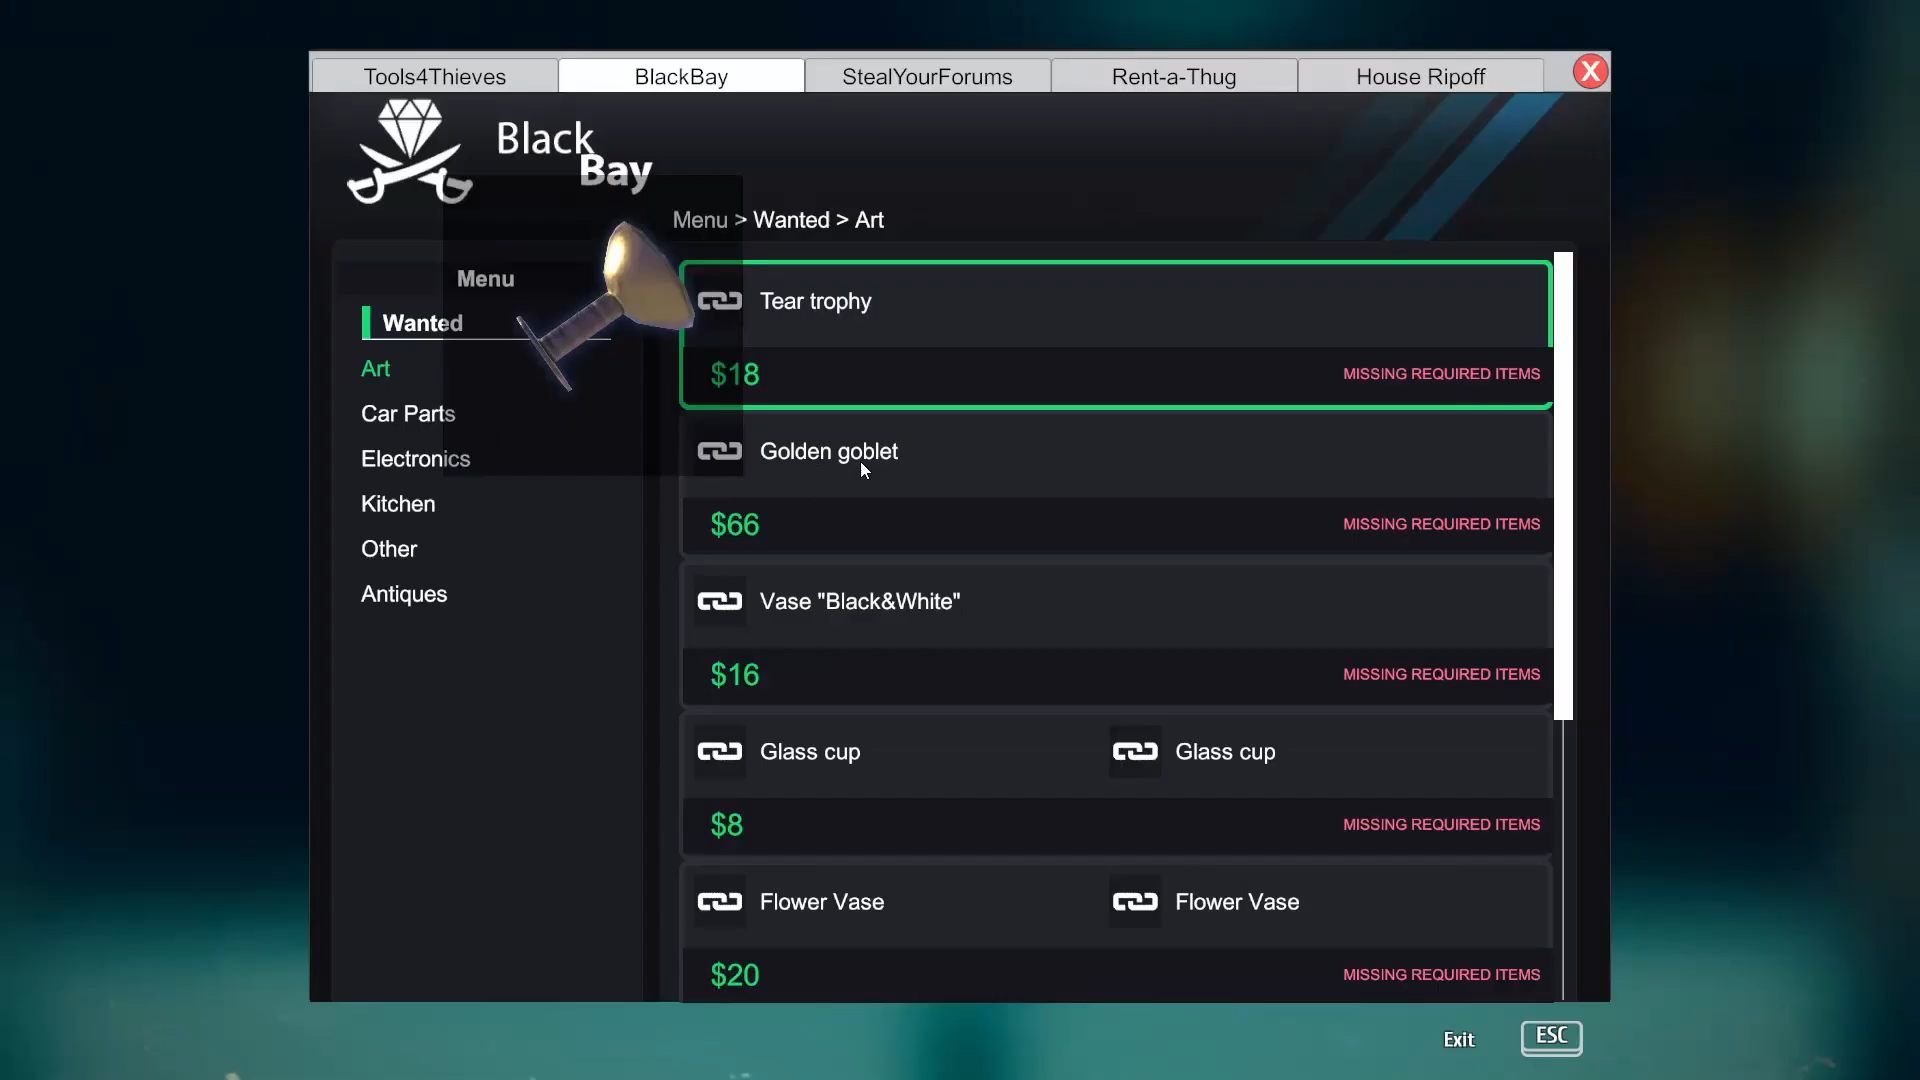 Tools4Thieves
BlackBay
StealYourForums
Rent-a-Thug
House Ripoff
X
Black
Bay
Menu > Wanted > Art
Menu
Wanted
Art
Car Parts
Electronics
Kitchen
Other
Antiques
Tear trophy
$18
MISSING REQUIRED ITEMS
Golden goblet
$66
MISSING REQUIRED ITEMS
Vase "Black&White"
$16
MISSING REQUIRED ITEMS
Glass cup
Glass cup
$8
MISSING REQUIRED ITEMS
Flower Vase
Flower Vase
$20
MISSING REQUIRED ITEMS
Exit
ESC